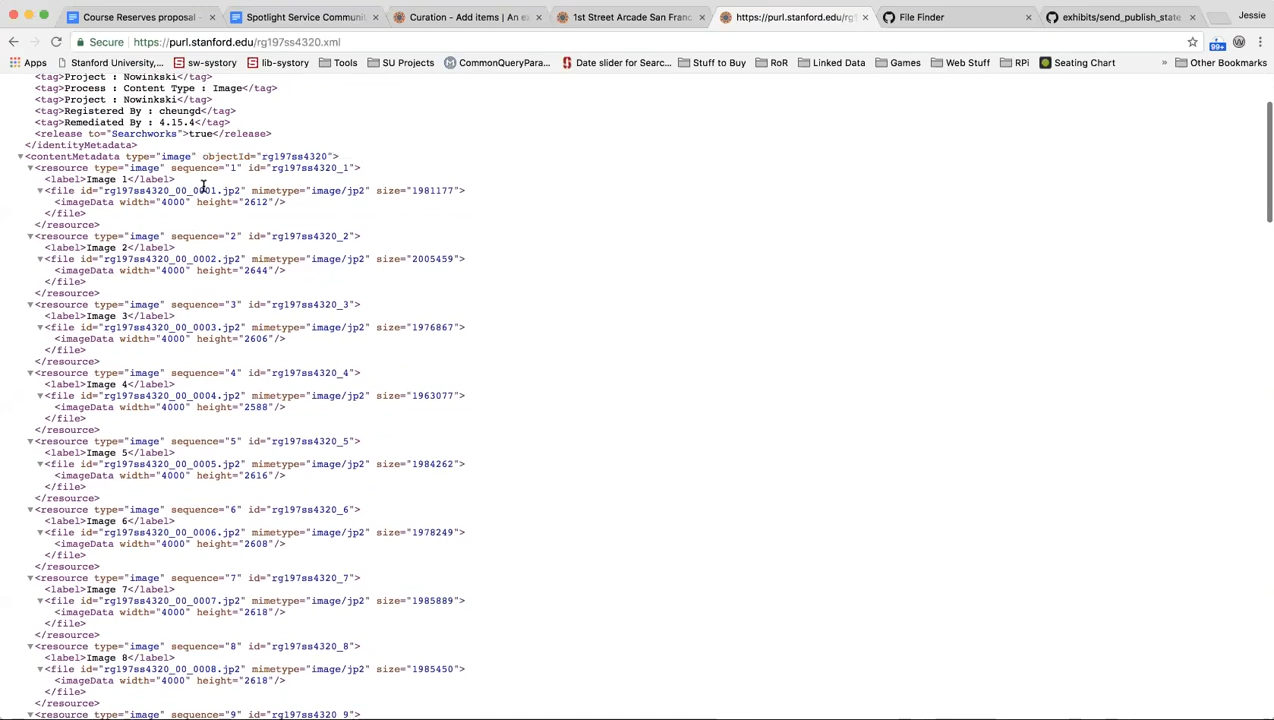 Course Reserves proposal -
Spotlight Service Communi
Curation - Add items | An e
1st Street Arcade San Franc
https://purl.stanford.edu/rg1
File Finder
exhibits/send_publish_state
Jessie
Secure
https://purl.stanford.edu/rg197ss4320.xml
99+
Apps
Stanford University,...
sw-systory
lib-systory
Tools
SU Projects
CommonQueryPara...
Date slider for Searc...
Stuff to Buy
RoR
Linked Data
Games
Web Stuff
RPi
Seating Chart
»
Other Bookmarks
<tag>Project : Nowinkski</tag>
<tag>Process : Content Type : Image</tag>
<tag>Project : Nowinkski</tag>
<tag>Registered By : cheungd</tag>
<tag>Remediated By : 4.15.4</tag>
<release to="Searchworks">true</release>
</identityMetadata>
<contentMetadata type="image" objectId="rg197ss4320">
<resource type="image" sequence="1" id="rg197ss4320_1">
<label>Image 1</label>
<file id="rg197ss4320_00_0001.jp2" mimetype="image/jp2" size="1981177">
<imageData width="4000" height="2612"/>
</file>
</resource>
<resource type="image" sequence="2" id="rg197ss4320_2">
<label>Image 2</label>
<file id="rg197ss4320_00_0002.jp2" mimetype="image/jp2" size="2005459">
<imageData width="4000" height="2644"/>
</file>
</resource>
<resource type="image" sequence="3" id="rg197ss4320_3">
<label>Image 3</label>
<file id="rg197ss4320_00_0003.jp2" mimetype="image/jp2" size="1976867">
<imageData width="4000" height="2606"/>
</file>
</resource>
<resource type="image" sequence="4" id="rg197ss4320_4">
<label>Image 4</label>
<file id="rg197ss4320_00_0004.jp2" mimetype="image/jp2" size="1963077">
<imageData width="4000" height="2588"/>
</file>
</resource>
<resource type="image" sequence="5" id="rg197ss4320_5">
<label>Image 5</label>
<file id="rg197ss4320_00_0005.jp2" mimetype="image/jp2" size="1984262">
<imageData width="4000" height="2616"/>
</file>
</resource>
<resource type="image" sequence="6" id="rg197ss4320_6">
<label>Image 6</label>
<file id="rg197ss4320_00_0006.jp2" mimetype="image/jp2" size="1978249">
<imageData width="4000" height="2608"/>
</file>
</resource>
<resource type="image" sequence="7" id="rg197ss4320_7">
<label>Image 7</label>
<file id="rg197ss4320_00_0007.jp2" mimetype="image/jp2" size="1985889">
<imageData width="4000" height="2618"/>
</file>
</resource>
<resource type="image" sequence="8" id="rg197ss4320_8">
<label>Image 8</label>
<file id="rg197ss4320_00_0008.jp2" mimetype="image/jp2" size="1985450">
<imageData width="4000" height="2618"/>
</file>
</resource>
<resource type="image" sequence="9" id="rg197ss4320_9">